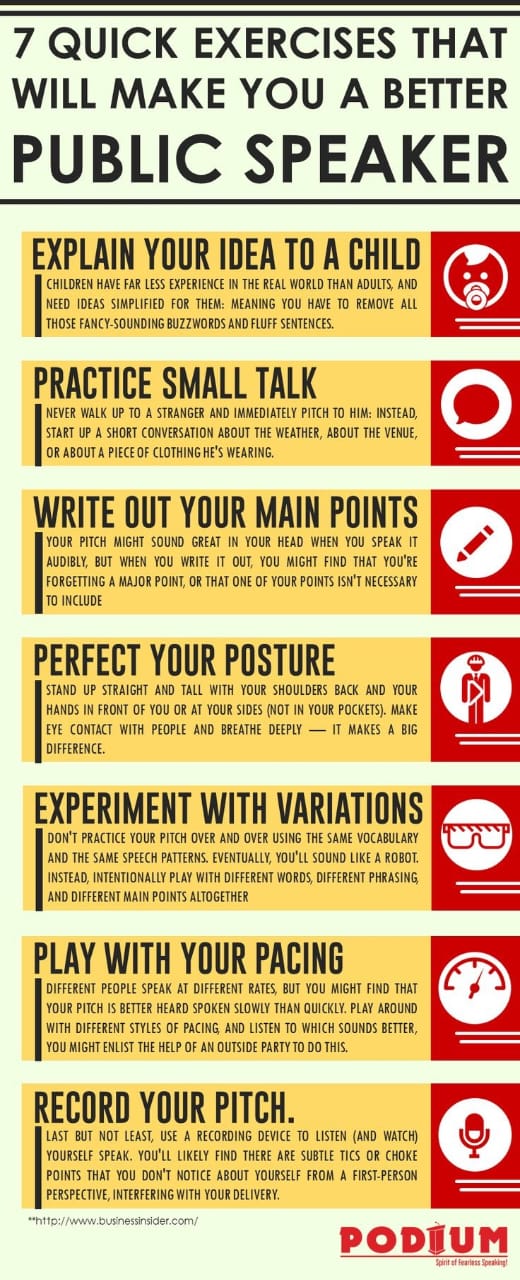 7 QUICK EXERCISES THAT
WILL MAKE YOU A BETTER
PUBLIC SPEAKER
EXPLAIN YOUR IDEA TO A CHILD
CHILDREN HAVE FAR LESS EXPERIENCE IN THE REAL WORLD THAN ADULTS, AND
NEED IDEAS SIMPLIFIED FOR THEM: MEANING YOU HAVE TO REMOVE ALL
THOSE FANCY-SOUNDING BUZZWORDS AND FLUFF SENTENCES.
PRACTICE SMALL TALK
NEVER WALK UP TO A STRANGER AND IMMEDIATELY PITCH TO HIM: INSTEAD,
START UP A SHORT CONVERSATION ABOUT THE WEATHER, ABOUT THE VENUE,
OR ABOUT A PIECE OF CLOTHING HE'S WEARING.
WRITE OUT YOUR MAIN POINTS
YOUR PITCH MIGHT SOUND GREAT IN YOUR HEAD WHEN YOU SPEAK IT
AUDIBLY, BUT WHEN YOU WRITE IT OUT, YOU MIGHT FIND THAT YOU'RE
FORGETTING A MAJOR POINT, OR THAT ONE OF YOUR POINTS ISN'T NECESSARY
TO INCLUDE
PERFECT YOUR POSTURE
STAND UP STRAIGHT AND TALL WITH YOUR SHOULDERS BACK AND YOUR
HANDS IN FRONT OF YOU OR AT YOUR SIDES (NOT IN YOUR POCKETS). MAKE
EYE CONTACT WITH PEOPLE AND BREATHE DEEPLY — IT MAKES A BIG
DIFFERENCE.
EXPERIMENT WITH VARIATIONS
DON'T PRACTICE YOUR PITCH OVER AND OVER USING THE SAME VOCABULARY
AND THE SAME SPEECH PATTERNS. EVENTUALLY, YOU'LL SOUND LIKE A ROBOT.
INSTEAD, INTENTIONALLY PLAY WITH DIFFERENT WORDS, DIFFERENT PHRASING,
AND DIFFERENT MAIN POINTS ALTOGETHER
PLAY WITH YOUR PACING
DIFFERENT PEOPLE SPEAK AT DIFFERENT RATES, BUT YOU MIGHT FIND THAT
YOUR PITCH IS BETTER HEARD SPOKEN SLOWLY THAN QUICKLY. PLAY AROUND
WITH DIFFERENT STYLES OF PACING, AND LISTEN TO WHICH SOUNDS BETTER,
YOU MIGHT ENLIST THE HELP OF AN OUTSIDE PARTY TO DO THIS.
RECORD YOUR PITCH.
LAST BUT NOT LEAST, USE A RECORDING DEVICE TO LISTEN (AND WATCH)
YOURSELF SPEAK. YOU'LL LIKELY FIND THERE ARE SUBTLE TICS OR CHOKE
POINTS THAT YOU DON'T NOTICE ABOUT YOURSELF FROM A FIRST-PERSON
PERSPECTIVE, INTERFERING WITH YOUR DELIVERY.
**http://www.businessinsider.com/
PODIUM
Spirit of Fearless Speaking!